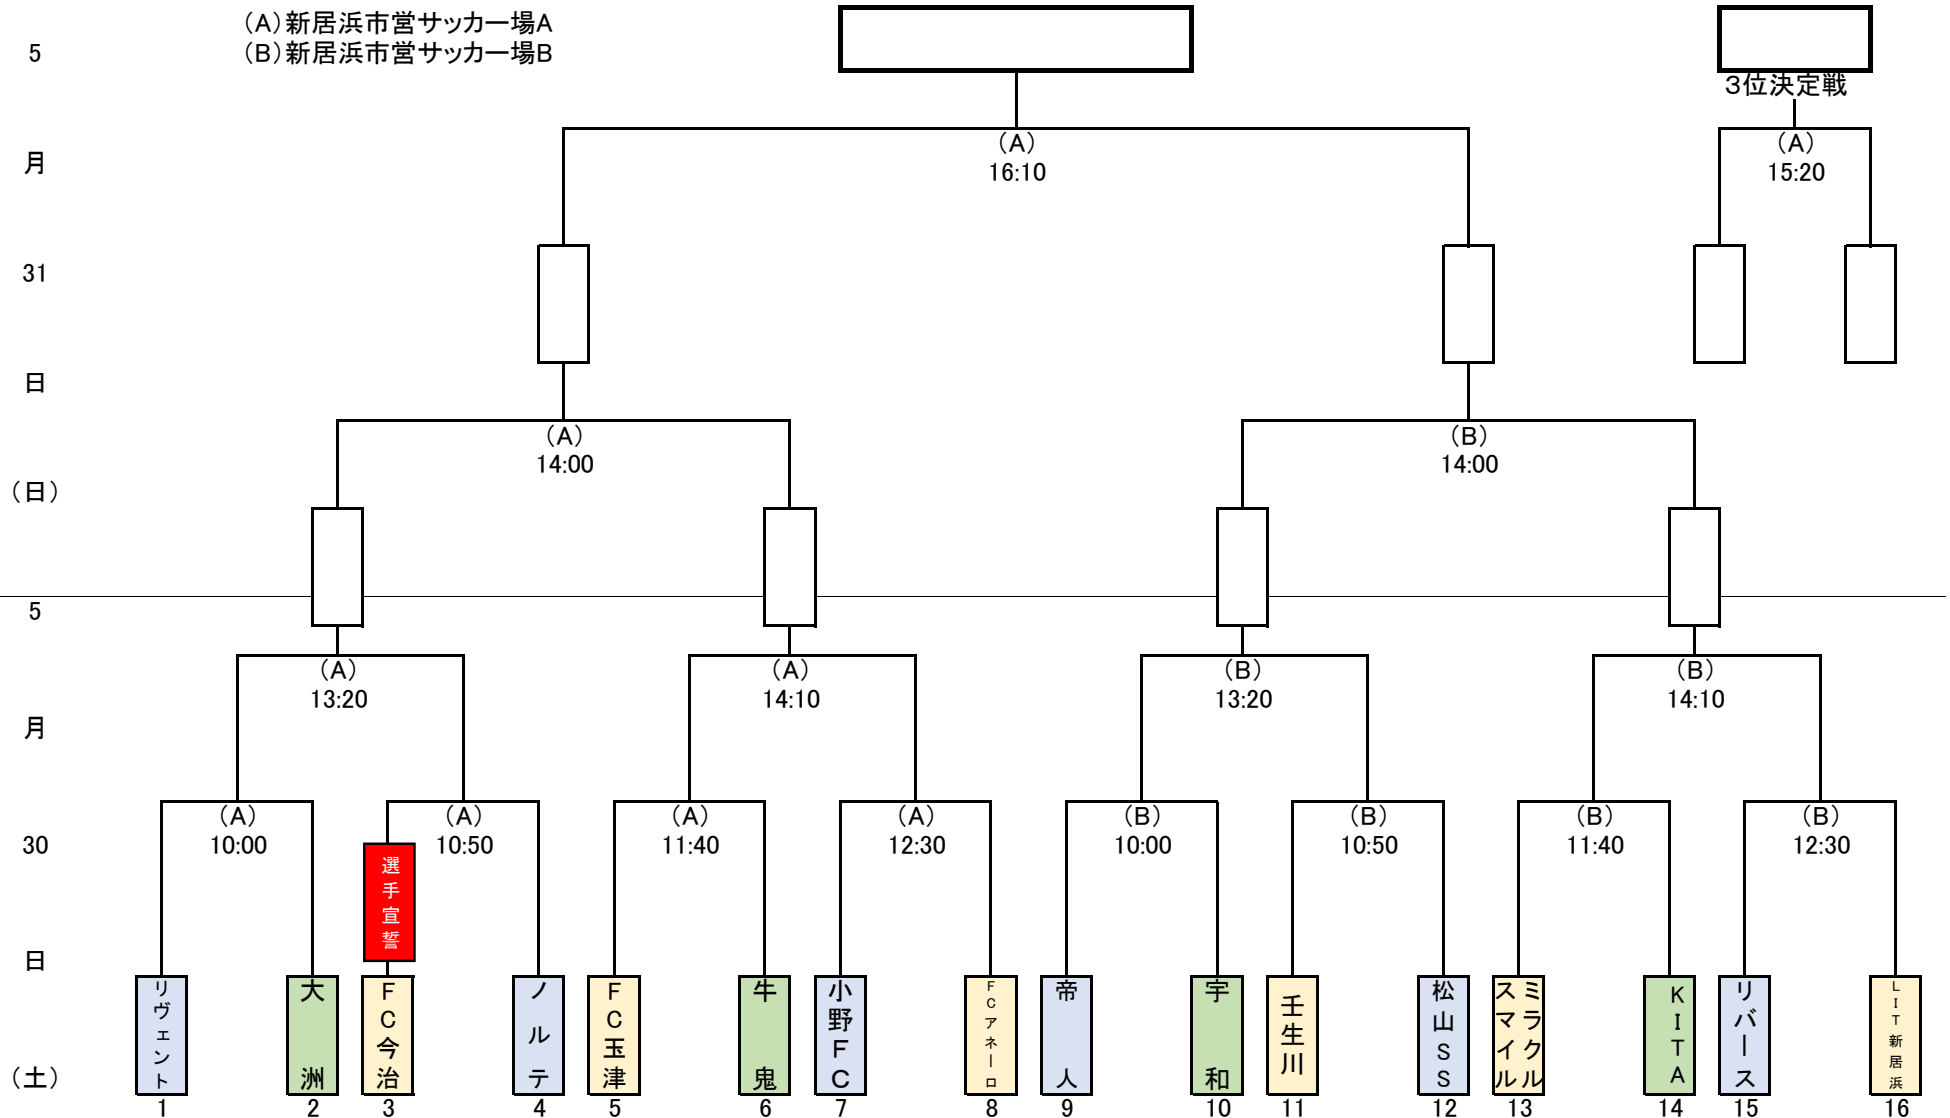 (A)新居浜市営サッカー場A
(B)新居浜市営サッカー場B
5
月
31
日
(日)
3位決定戦
(A)
16:10
(A)
15:20
(A)
14:00
(B)
14:00
5
月
30
日
(土)
(A)
13:20
(A)
14:10
(B)
13:20
(B)
14:10
(A)
10:00
(A)
10:50
(A)
11:40
(A)
12:30
(B)
10:00
(B)
10:50
(B)
11:40
(B)
12:30
選手宣誓
リヴェント
大洲
FC今治
ノルテ
FC玉津
牛鬼
小野FC
FCアネーロ
帝人
宇和
壬生川
松山SS
ミラクル
スマイル
KITA
リバース
LIT新居浜
1
2
3
4
5
6
7
8
9
10
11
12
13
14
15
16